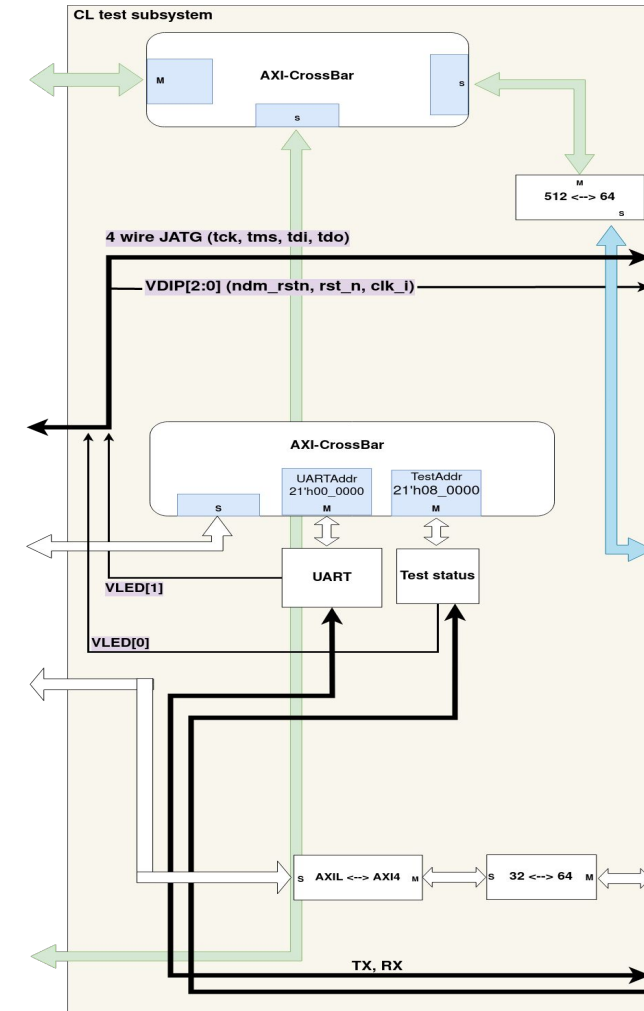 CL test subsystem
AXI-CrossBar
M
S
S
M
512 <--> 64
S
4 wire JATG (tck, tms, tdi, tdo)
VDIP[2:0] (ndm_rstn, rst_n, clk_i)
AXI-CrossBar
UARTAddr
21'h00_0000
M
TestAddr
21'h08_0000
M
S
UART
Test status
VLED[1]
VLED[0]
S AXIL <--> AXI4 M
S 32 <--> 64 M
TX, RX